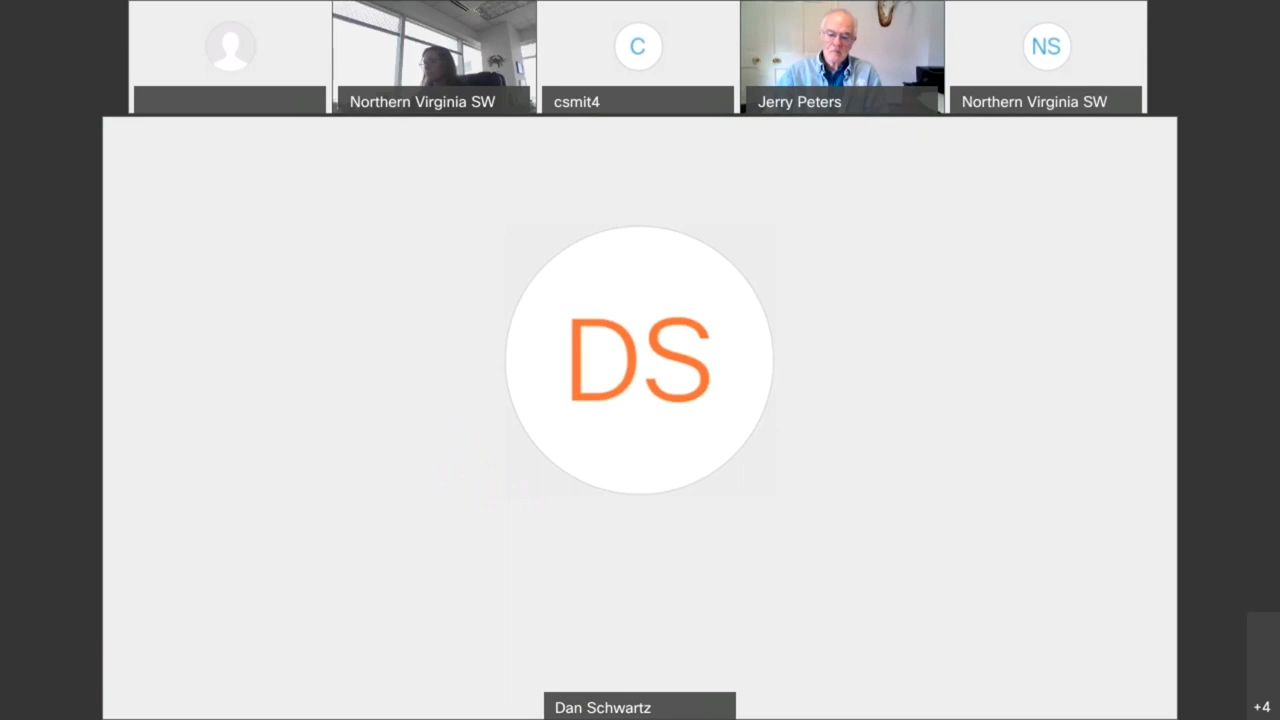 C
NS
Northern Virginia SW
csmit4
Jerry Peters
Northern Virginia SW
DS
Dan Schwartz
+4